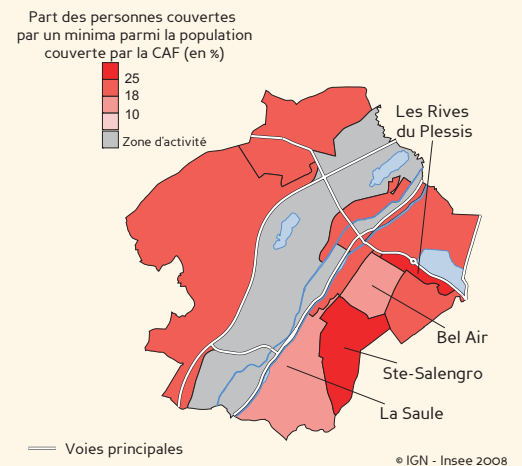 Part des personnes couvertes
par un minima parmi la population
couverte par la CAF (en %)
25
18
10
Zone d'activité
Les Rives
du Plessis
Bel Air
Ste-Salengro
La Saule
Voies principales
© IGN - Insee 2008